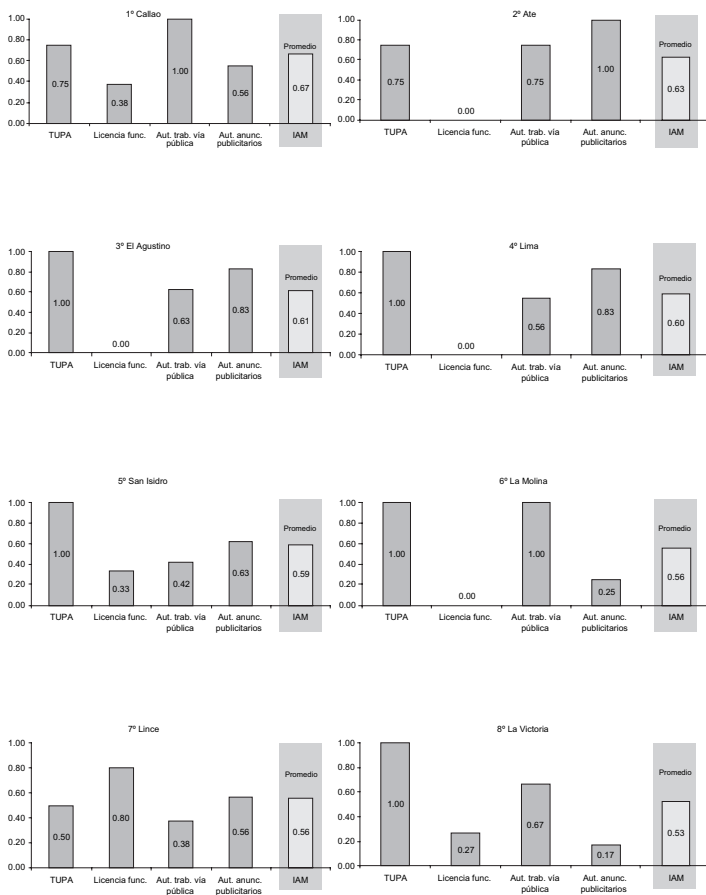 1º Callao
1.00
0.80
0.60
0.40
0.20
0.00
0.75
0.38
1.00
0.56
Promedio
0.67
TUPA Licencia func. Aut. trab. vía Aut. anunc. IAM
pública publicitarios
2º Ate
1.00
0.80
0.60
0.40
0.20
0.00
0.75
0.00
0.75
1.00
Promedio
0.63
TUPA Licencia func. Aut. trab. vía Aut. anunc. IAM
pública publicitarios
3º El Agustino
1.00
0.80
0.60
0.40
0.20
0.00
1.00
0.00
0.63
0.83
Promedio
0.61
TUPA Licencia func. Aut. trab. vía Aut. anunc. IAM
pública publicitarios
4º Lima
1.00
0.80
0.60
0.40
0.20
0.00
1.00
0.00
0.56
0.83
Promedio
0.60
TUPA Licencia func. Aut. trab. vía Aut. anunc. IAM
pública publicitarios
5º San Isidro
1.00
0.80
0.60
0.40
0.20
0.00
1.00
0.33
0.42
0.63
Promedio
0.59
TUPA Licencia func. Aut. trab. vía Aut. anunc. IAM
pública publicitarios
6º La Molina
1.00
0.80
0.60
0.40
0.20
0.00
1.00
0.00
1.00
0.25
Promedio
0.56
TUPA Licencia func. Aut. trab. vía Aut. anunc. IAM
pública publicitarios
7º Lince
1.00
0.80
0.60
0.40
0.20
0.00
0.50
0.80
0.38
0.56
Promedio
0.56
TUPA Licencia func. Aut. trab. vía Aut. anunc. IAM
pública publicitarios
8º La Victoria
1.00
0.80
0.60
0.40
0.20
0.00
1.00
0.27
0.67
0.17
Promedio
0.53
TUPA Licencia func. Aut. trab. vía Aut. anunc. IAM
pública publicitarios